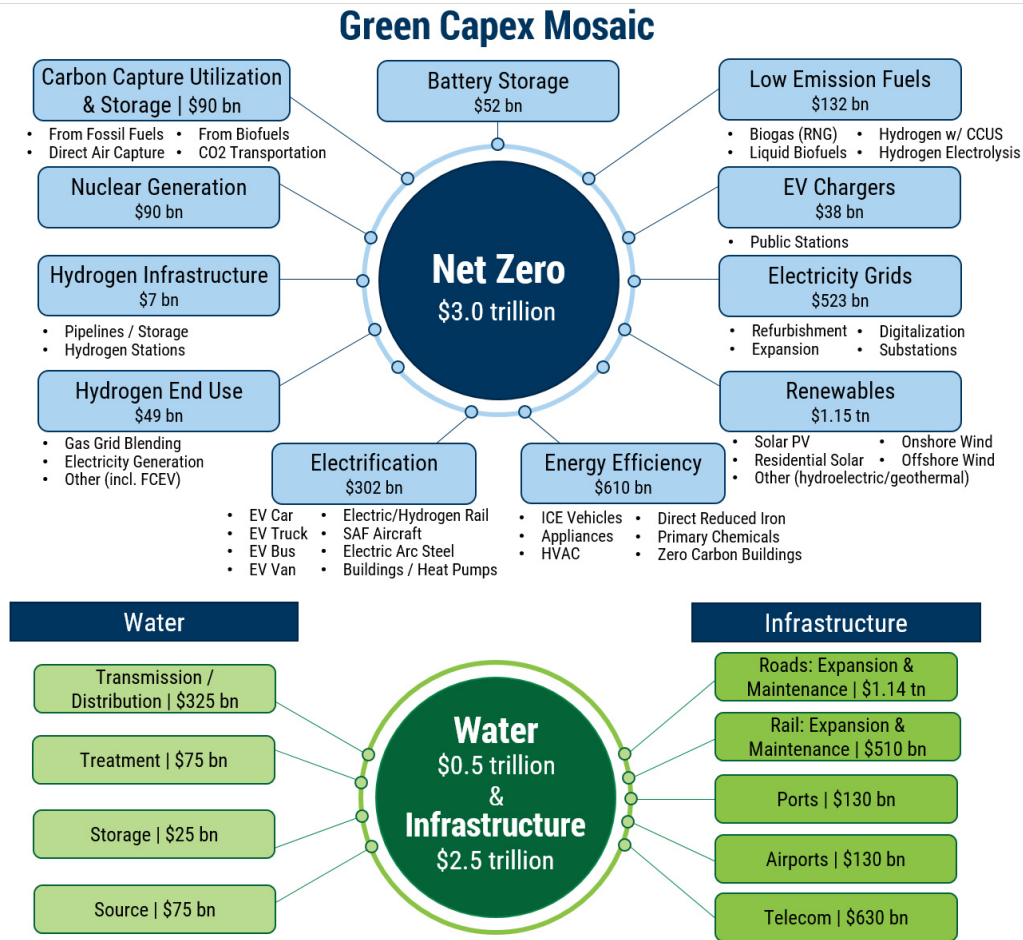 Green Capex Mosaic
Carbon Capture Utilization
& Storage | $90 bn
• From Fossil Fuels • From Biofuels
• Direct Air Capture • CO2 Transportation
Battery Storage
$52 bn
Low Emission Fuels
$132 bn
• Biogas (RNG) • Hydrogen w/ CCUS
• Liquid Biofuels • Hydrogen Electrolysis
Nuclear Generation
$90 bn
EV Chargers
$38 bn
• Public Stations
Net Zero
$3.0 trillion
Hydrogen Infrastructure
$7 bn
• Pipelines / Storage
• Hydrogen Stations
Electricity Grids
$523 bn
• Refurbishment • Digitalization
• Expansion • Substations
Hydrogen End Use
$49 bn
• Gas Grid Blending
• Electricity Generation
• Other (incl. FCEV)
Renewables
$1.15 tn
• Solar PV • Onshore Wind
• Residential Solar • Offshore Wind
• Other (hydroelectric/geothermal)
Electrification
$302 bn
• EV Car • Electric/Hydrogen Rail
• EV Truck • SAF Aircraft
• EV Bus • Electric Arc Steel
• EV Van • Buildings / Heat Pumps
Energy Efficiency
$610 bn
• ICE Vehicles • Direct Reduced Iron
• Appliances • Primary Chemicals
• HVAC • Zero Carbon Buildings
Water
Transmission /
Distribution | $325 bn
Treatment | $75 bn
Storage | $25 bn
Source | $75 bn
Water
$0.5 trillion
&
Infrastructure
$2.5 trillion
Infrastructure
Roads: Expansion &
Maintenance | $1.14 tn
Rail: Expansion &
Maintenance | $510 bn
Ports | $130 bn
Airports | $130 bn
Telecom | $630 bn